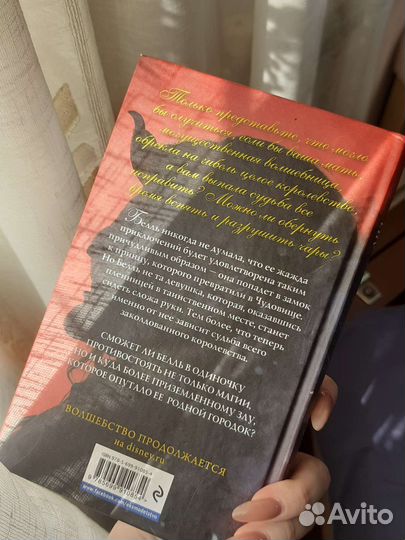 Только представьте, что могло
бы случиться, если бы ваша мать,
могущественная волшебница,
обрекла на гибель целое королевство,
а вам выпала судьба все
исправить? Можно ли обернуть
время вспять и разрушить чары?
Белль никогда не думала, что ее жажда
приключений будет удовлетворена таким
причудливым образом – она попадет в замок
к принцу, которого превратили в Чудовище.
Но Белль не та девушка, которая, оказавшись
пленницей в таинственном месте, станет
сидеть сложа руки. Тем более, что теперь
именно от нее зависит судьба всего
заколдованного королевства.
СМОЖЕТ ЛИ БЕЛЛЬ В ОДИНОЧКУ
ПРОТИВОСТОЯТЬ НЕ ТОЛЬКО МАГИИ,
НО И КУДА БОЛЕЕ ПРИЗЕМЛЕННОМУ ЗЛУ,
КОТОРОЕ ОПУТАЛО ЕЕ РОДНОЙ ГОРОДОК?
ВОЛШЕБСТВО ПРОДОЛЖАЕТСЯ
на disney.ru
Avito